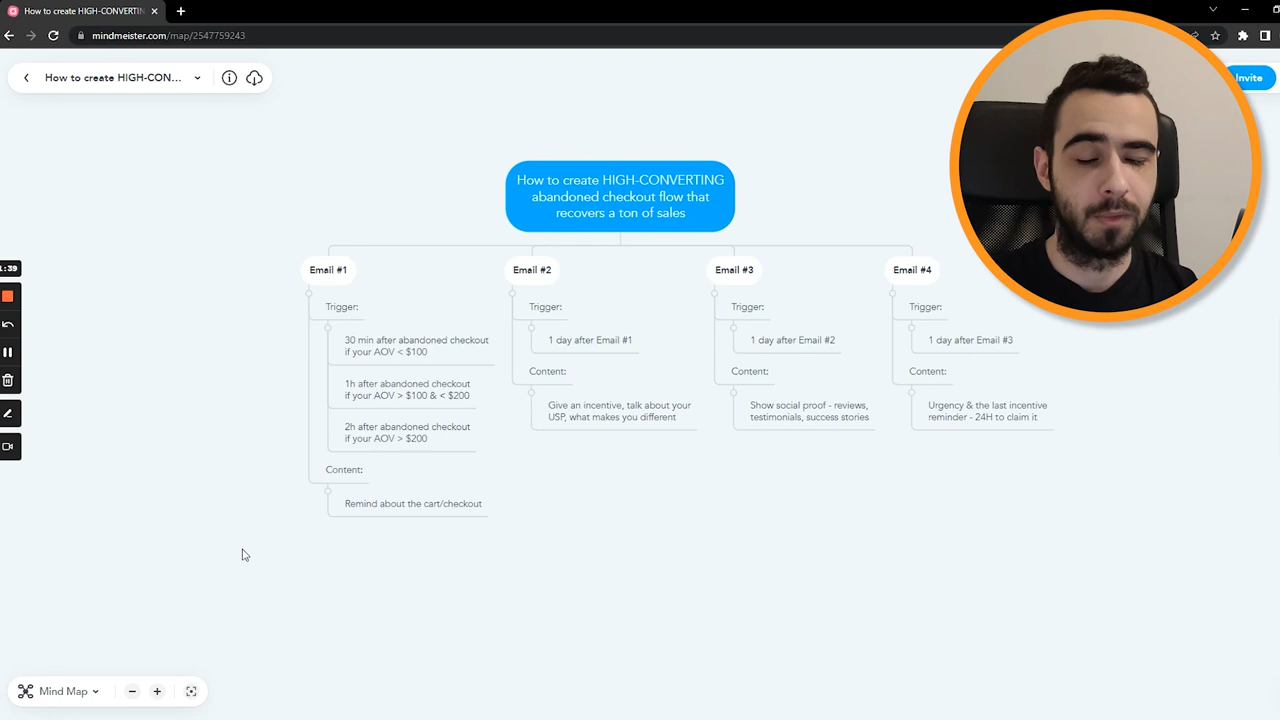 How to create HIGH-CONVERTIN
mindmeister.com/map/2547759243
How to create HIGH-CON...
Invite
How to create HIGH-CONVERTING
abandoned checkout flow that
recovers a ton of sales
Email #1
Trigger:
30 min after abandoned checkout
if your AOV < $100
1h after abandoned checkout
if your AOV > $100 & < $200
2h after abandoned checkout
if your AOV > $200
Content:
Remind about the cart/checkout
Email #2
Trigger:
1 day after Email #1
Content:
Give an incentive, talk about your
USP, what makes you different
Email #3
Trigger:
1 day after Email #2
Content:
Show social proof - reviews,
testimonials, success stories
Email #4
Trigger:
1 day after Email #3
Content:
Urgency & the last incentive
reminder - 24H to claim it
1:39
Mind Map